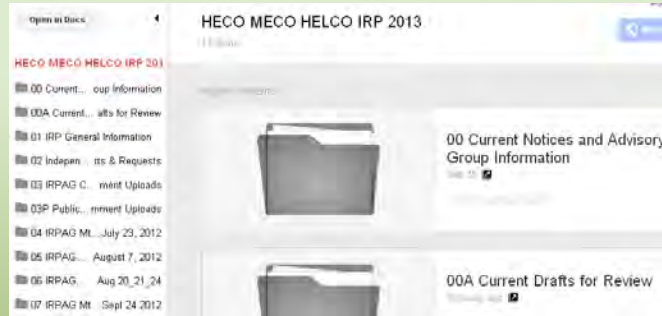 Open in Docs
HECO MECO HELCO IRP 201
00 Current... oup Information
00A Current... afts for Review
01 IRP General Information
02 Indepen... nts & Requests
03 IRPAG C... ment Uploads
03P Public... mment Uploads
04 IRPAG Mt...July 23, 2012
05 IRPAG... August 7, 2012
06 IRPAG... Aug 20_21_24
07 IRPAG Mt...Sept 24 2012
HECO MECO HELCO IRP 2013
00 Current Notices and Advisory
Group Information
00A Current Drafts for Review